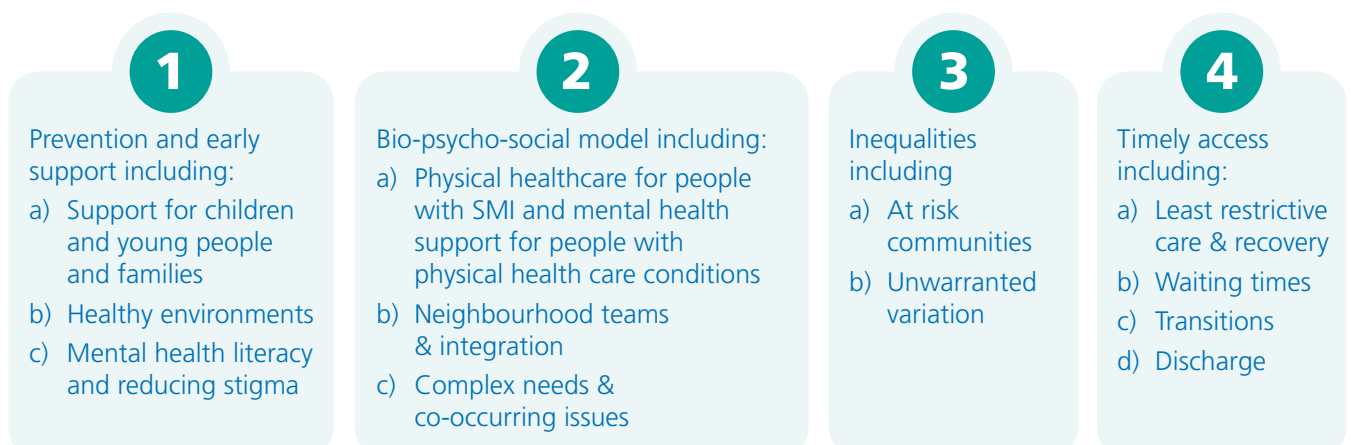 1
Prevention and early
support including:
a) Support for children
and young people
and families
b) Healthy environments
c) Mental health literacy
and reducing stigma
2
Bio-psycho-social model including:
a) Physical healthcare for people
with SMI and mental health
support for people with
physical health care conditions
b) Neighbourhood teams
& integration
c) Complex needs &
co-occurring issues
3
Inequalities
including
a) At risk
communities
b) Unwarranted
variation
4
Timely access
including:
a) Least restrictive
care & recovery
b) Waiting times
c) Transitions
d) Discharge